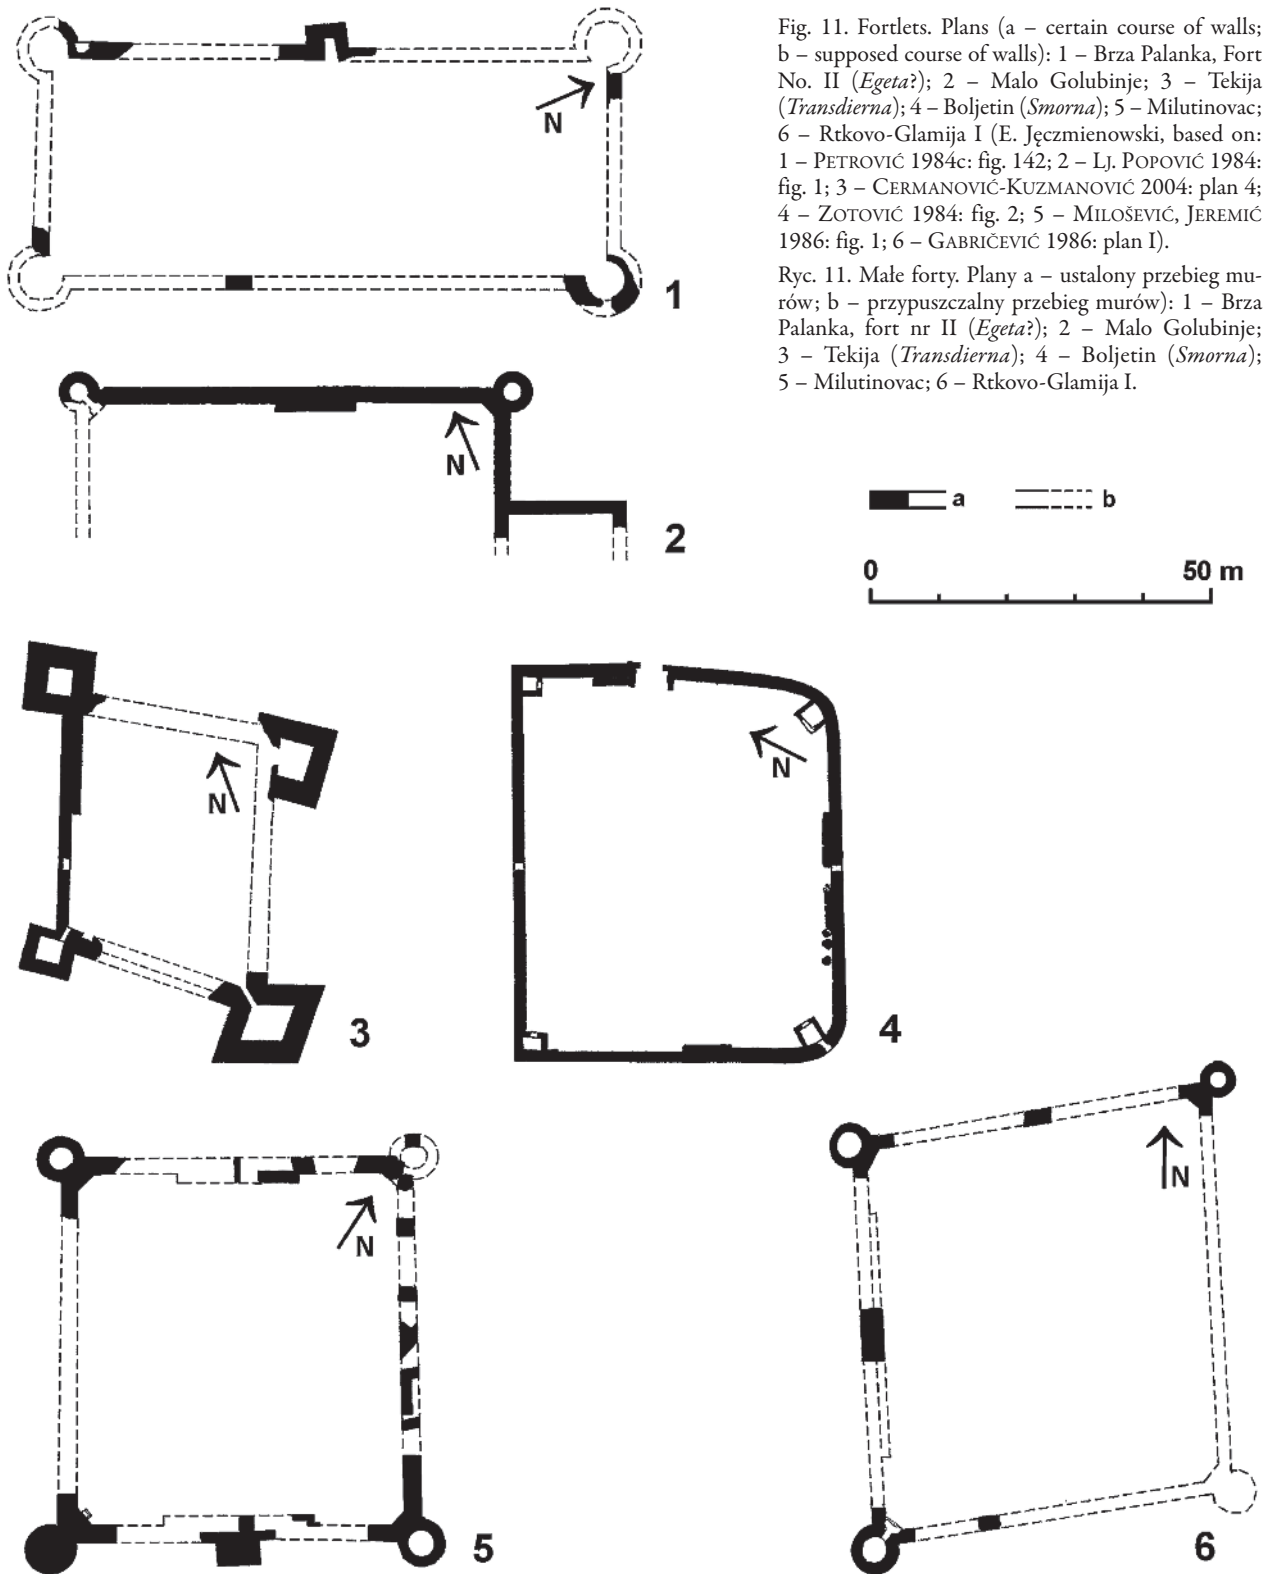 Fig. 11. Fortlets. Plans (a – certain course of walls;
b – supposed course of walls): 1 – Brza Palanka, Fort
No. II (Egeta?); 2 – Malo Golubinje; 3 – Tekija
(Transdierna); 4 – Boljetin (Smorna); 5 – Milutinovac;
6 – Rtkovo-Glamija I (E. Jęczmienowski, based on:
1 – PETROVIĆ 1984c: fig. 142; 2 – LJ. POPOVIĆ 1984:
fig. 1; 3 – CERMANOVIĆ-KUZMANOVIĆ 2004: plan 4;
4 – ZOTOVIĆ 1984: fig. 2; 5 – MILOŠEVIĆ, JEREMIĆ
1986: fig. 1; 6 – GABRIČEVIĆ 1986: plan I).
Ryc. 11. Małe forty. Plany a – ustalony przebieg mu-
rów; b – przypuszczalny przebieg murów): 1 – Brza
Palanka, fort nr II (Egeta?); 2 – Malo Golubinje;
3 – Tekija (Transdierna); 4 – Boljetin (Smorna);
5 – Milutinovac; 6 – Rtkovo-Glamija I.
N
1
N
2
a b
0 50 m
N
3
N
4
N
5
N
6